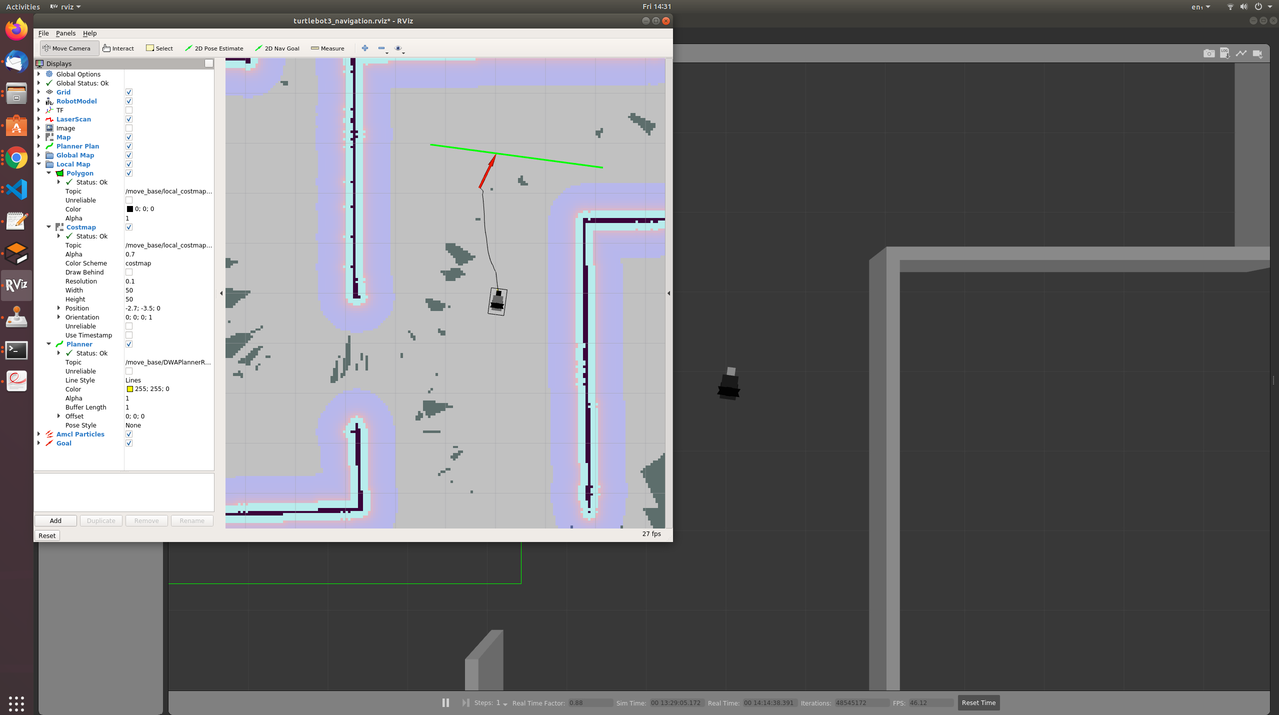 Activities rviz Fri 14:31 en
turtlebot3_navigation.rviz* - RViz
File Panels Help
Move Camera Interact Select 2D Pose Estimate 2D Nav Goal Measure
Displays
Global Options
Global Status: Ok
Grid
RobotModel
TF
LaserScan
Image
Map
Planner Plan
Global Map
Local Map
Polygon
Status: Ok
Topic /move_base/local_costmap...
Unreliable
Color 0; 0; 0
Alpha 1
Costmap
Status: Ok
Topic /move_base/local_costmap...
Alpha 0.7
Color Scheme costmap
Draw Behind
Resolution 0.1
Width 50
Height 50
Position -2.7; -3.5; 0
Orientation 0; 0; 0; 1
Unreliable
Use Timestamp
Planner
Status: Ok
Topic /move_base/DWAPlannerR...
Unreliable
Line Style Lines
Color 255; 255; 0
Alpha 1
Buffer Length 1
Offset 0; 0; 0
Pose Style None
Amcl Particles
Goal
Add Duplicate Remove Rename
Reset 27 fps
RViz
Steps: 1 Real Time Factor: 0.88 Sim Time: 00 13:29:05.172 Real Time: 00 14:14:38.391 Iterations: 48545172 FPS: 46.12 Reset Time